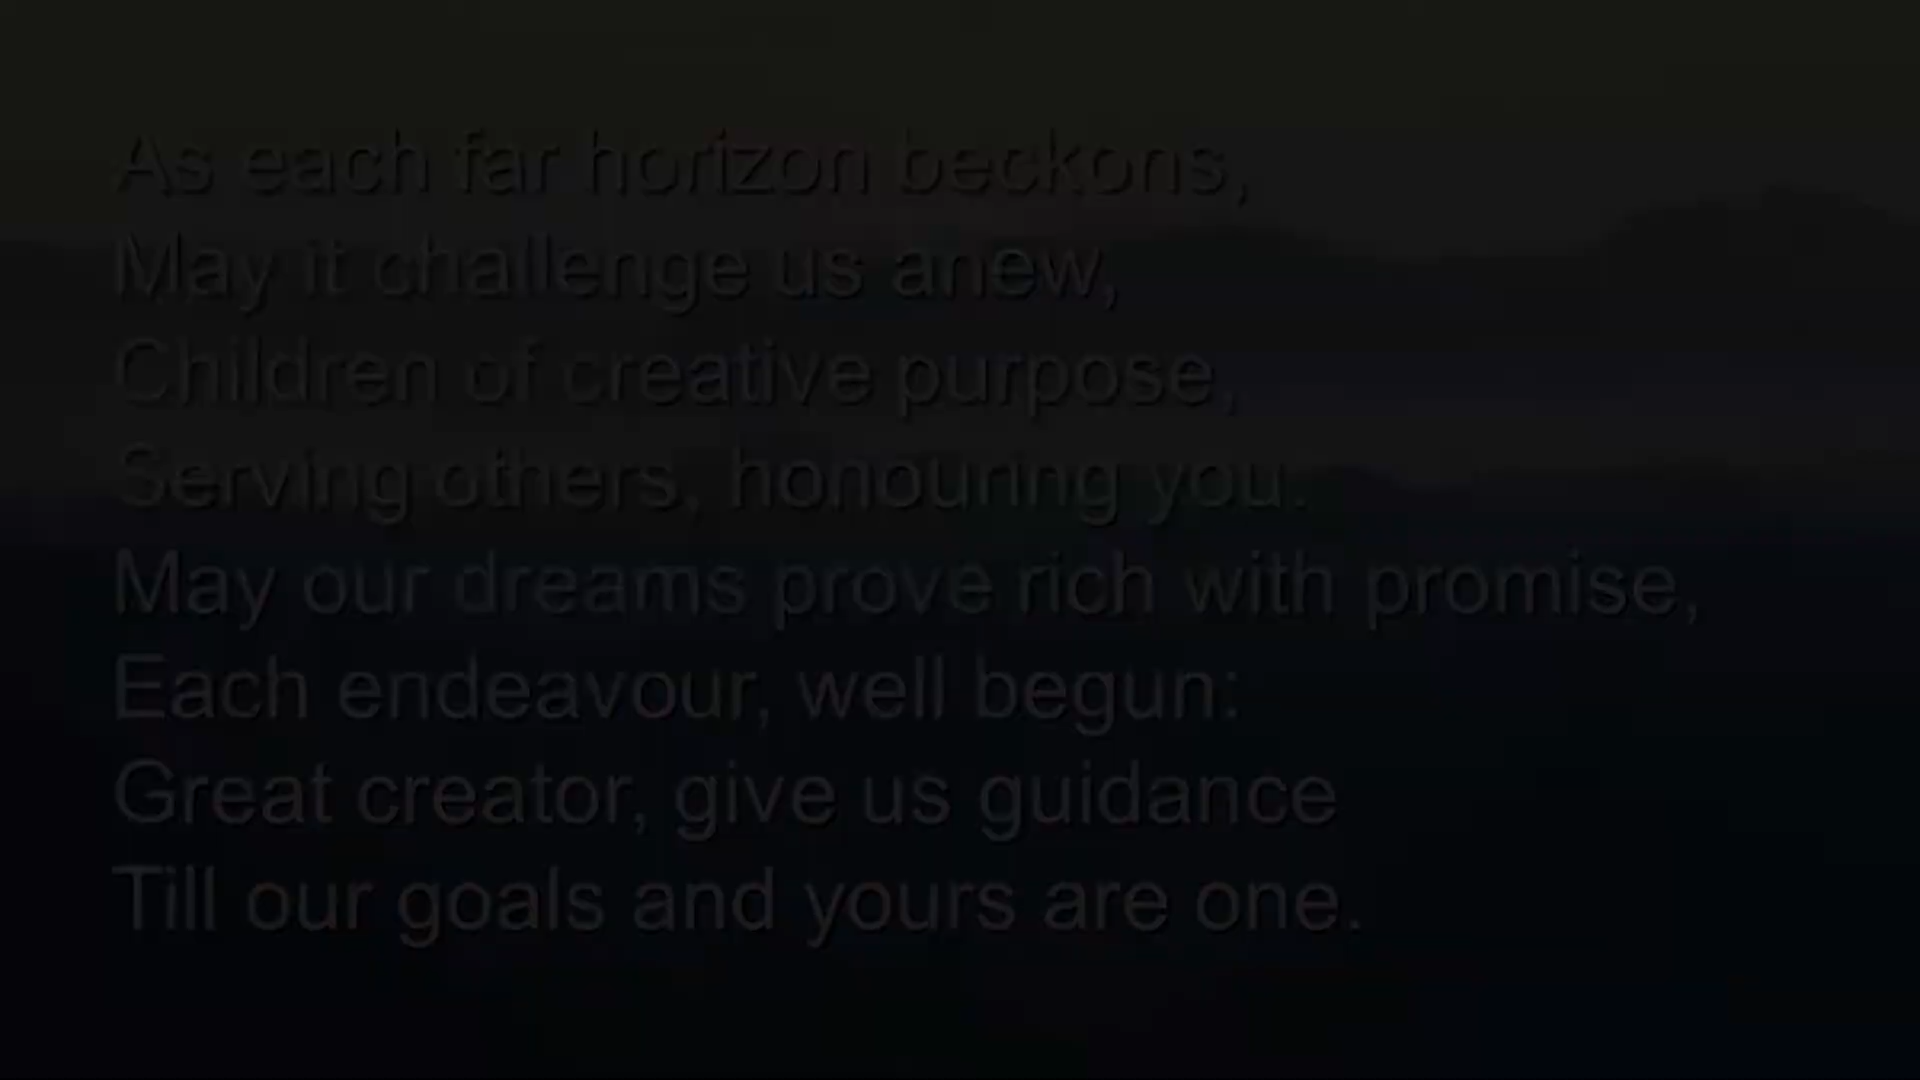 As each far horizon beckons,
May it challenge us anew,
Children of creative purpose,
Serving others, honouring you.
May our dreams prove rich with promise,
Each endeavour, well begun:
Great creator, give us guidance
Till our goals and yours are one.